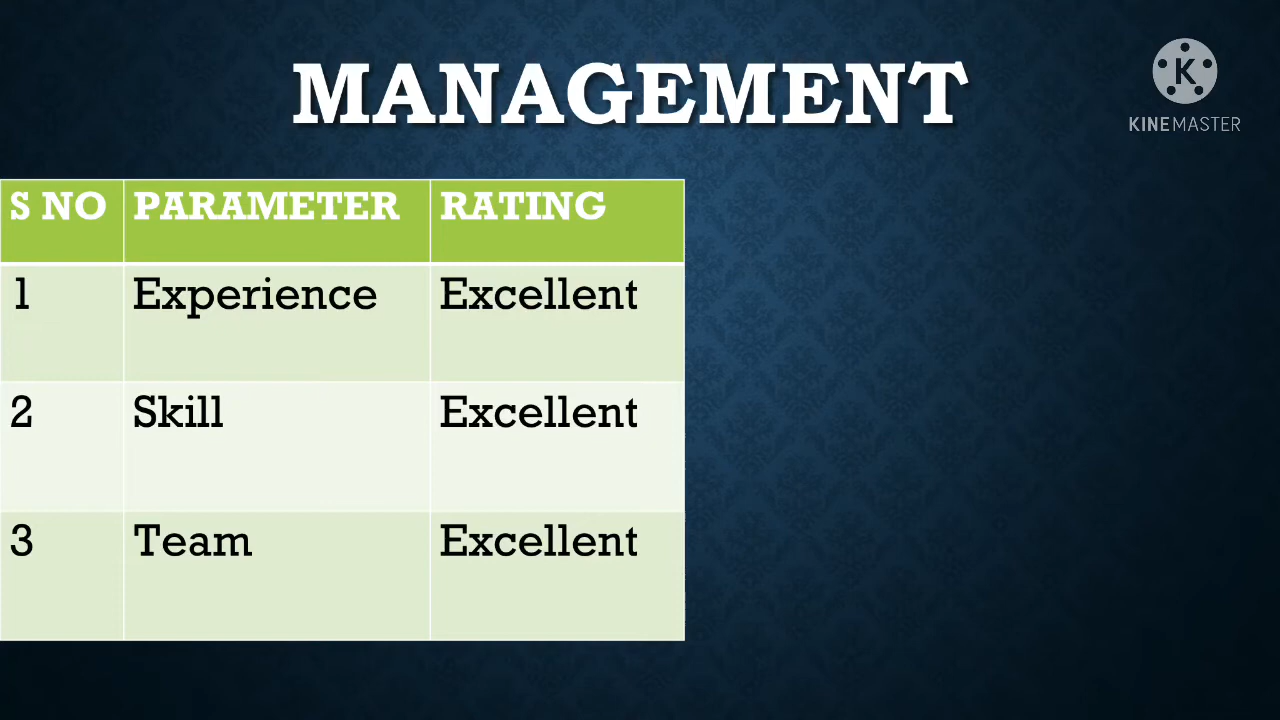 MANAGEMENT
K
KINEMASTER
S NO PARAMETER RATING
1 Experience Excellent
2 Skill Excellent
3 Team Excellent